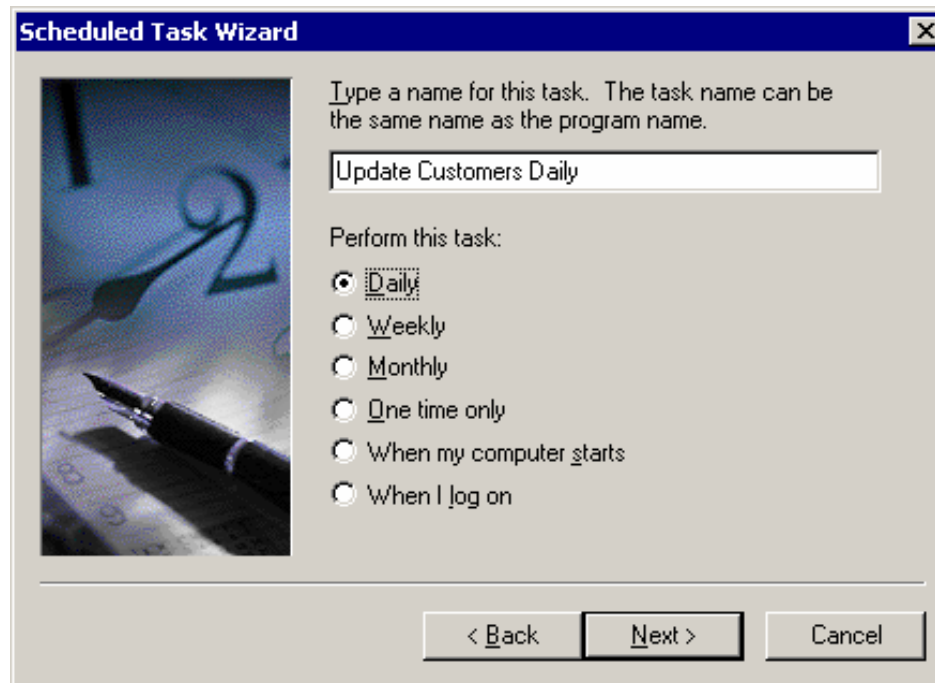 Scheduled Task Wizard
Type a name for this task. The task name can be
the same name as the program name.
Update Customers Daily
Perform this task:
Daily
Weekly
Monthly
One time only
When my computer starts
When I log on
< Back
Next >
Cancel